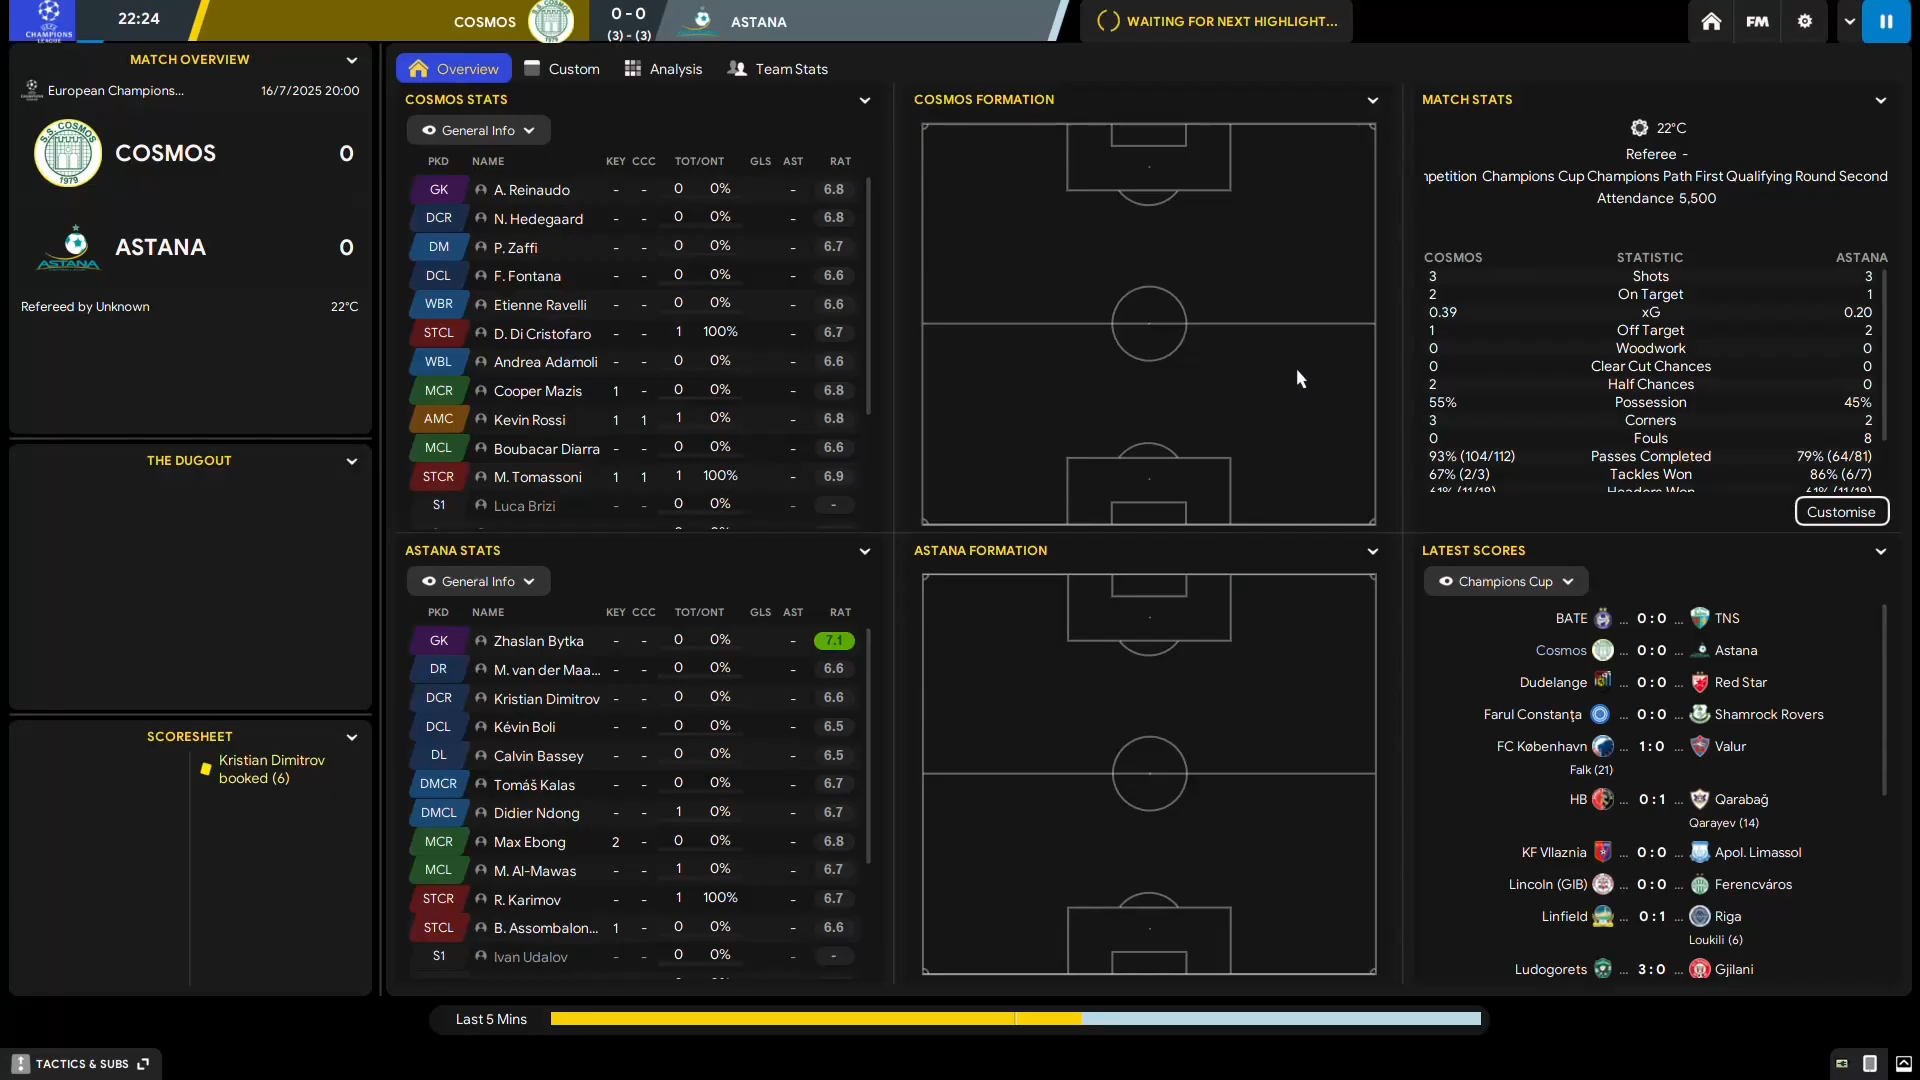 CHAMPIONS
LEAGUE
22:24
COSMOS
0 - 0
(3) - (3)
ASTANA
WAITING FOR NEXT HIGHLIGHT...
FM
MATCH OVERVIEW
European Champions...
16/7/2025 20:00
S.S. COSMOS
1979
COSMOS
0
ASTANA
ASTANA
0
Refereed by Unknown
22°C
THE DUGOUT
SCORESHEET
Kristian Dimitrov
booked (6)
Overview
Custom
Analysis
Team Stats
COSMOS STATS
General Info
PKD NAME KEY CCC TOT/ONT GLS AST RAT
GK A. Reinaudo - - 0 0% - 6.8
DCR N. Hedegaard - - 0 0% - 6.8
DM P. Zaffi - - 0 0% - 6.7
DCL F. Fontana - - 0 0% - 6.6
WBR Etienne Ravelli - - 0 0% - 6.6
STCL D. Di Cristofaro - - 1 100% - 6.7
WBL Andrea Adamoli - - 0 0% - 6.6
MCR Cooper Mazis 1 - 0 0% - 6.8
AMC Kevin Rossi 1 1 1 0% - 6.8
MCL Boubacar Diarra - - 0 0% - 6.6
STCR M. Tomassoni 1 1 1 100% - 6.9
S1 Luca Brizi - - 0 0% - -
COSMOS FORMATION
MATCH STATS
22°C
Referee -
petition Champions Cup Champions Path First Qualifying Round Second
Attendance 5,500
COSMOS STATISTIC ASTANA
3 Shots 3
2 On Target 1
0.39 xG 0.20
1 Off Target 2
0 Woodwork 0
0 Clear Cut Chances 0
2 Half Chances 0
55% Possession 45%
3 Corners 2
0 Fouls 8
93% (104/112) Passes Completed 79% (64/81)
67% (2/3) Tackles Won 86% (6/7)
61% (11/18) Headers Won 61% (11/18)
Customise
ASTANA STATS
General Info
PKD NAME KEY CCC TOT/ONT GLS AST RAT
GK Zhaslan Bytka - - 0 0% - 7.1
DR M. van der Maa... - - 0 0% - 6.6
DCR Kristian Dimitrov - - 0 0% - 6.6
DCL Kévin Boli - - 0 0% - 6.5
DL Calvin Bassey - - 0 0% - 6.5
DMCR Tomáš Kalas - - 0 0% - 6.7
DMCL Didier Ndong - - 1 0% - 6.7
MCR Max Ebong 2 - 0 0% - 6.8
MCL M. Al-Mawas - - 1 0% - 6.7
STCR R. Karimov - - 1 100% - 6.7
STCL B. Assombalon... 1 - 0 0% - 6.6
S1 Ivan Udalov - - 0 0% - -
ASTANA FORMATION
LATEST SCORES
Champions Cup
BATE ... 0 : 0 ... TNS
Cosmos ... 0 : 0 ... Astana
Dudelange ... 0 : 0 ... Red Star
Farul Constanţa ... 0 : 0 ... Shamrock Rovers
FC København ... 1 : 0 ... Valur
Falk (21)
HB ... 0 : 1 ... Qarabağ
Qarayev (14)
KF Vllaznia ... 0 : 0 ... Apol. Limassol
Lincoln (GIB) ... 0 : 0 ... Ferencváros
Linfield ... 0 : 1 ... Riga
Loukili (6)
Ludogorets ... 3 : 0 ... Gjilani
Last 5 Mins
TACTICS & SUBS